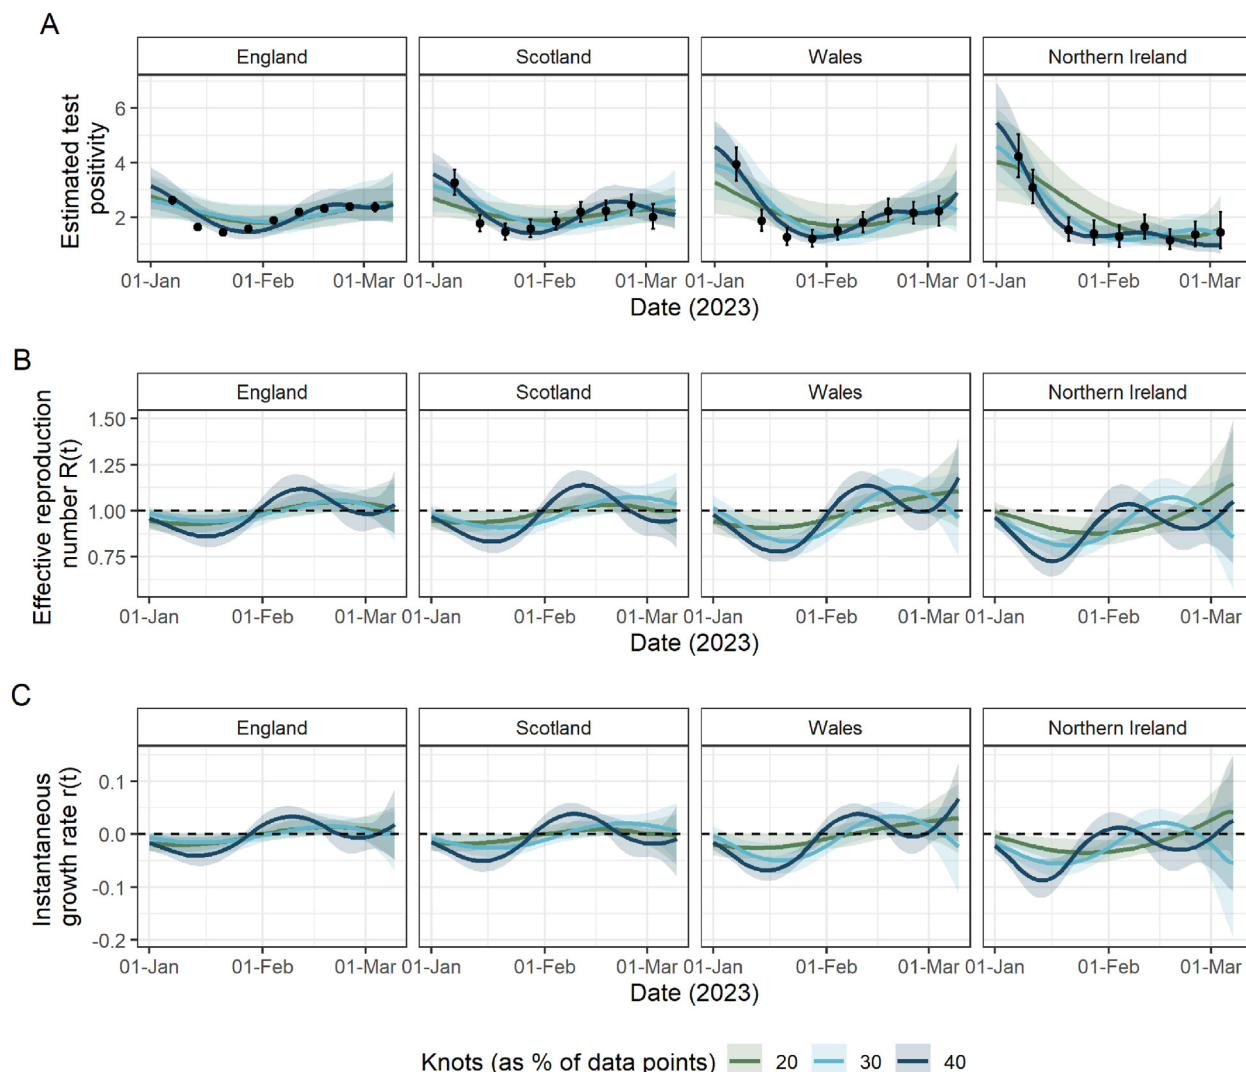 A
England
Scotland
Wales
Northern Ireland
Estimated test
positivity
6
4
2
01-Jan
01-Feb
01-Mar
01-Jan
01-Feb
01-Mar
01-Jan
01-Feb
01-Mar
01-Jan
01-Feb
01-Mar
Date (2023)
B
England
Scotland
Wales
Northern Ireland
Effective reproduction
number R(t)
1.50
1.25
1.00
0.75
01-Jan
01-Feb
01-Mar
01-Jan
01-Feb
01-Mar
01-Jan
01-Feb
01-Mar
01-Jan
01-Feb
01-Mar
Date (2023)
C
England
Scotland
Wales
Northern Ireland
Instantaneous
growth rate r(t)
0.1
0.0
-0.1
-0.2
01-Jan
01-Feb
01-Mar
01-Jan
01-Feb
01-Mar
01-Jan
01-Feb
01-Mar
01-Jan
01-Feb
01-Mar
Date (2023)
Knots (as % of data points) 20 30 40